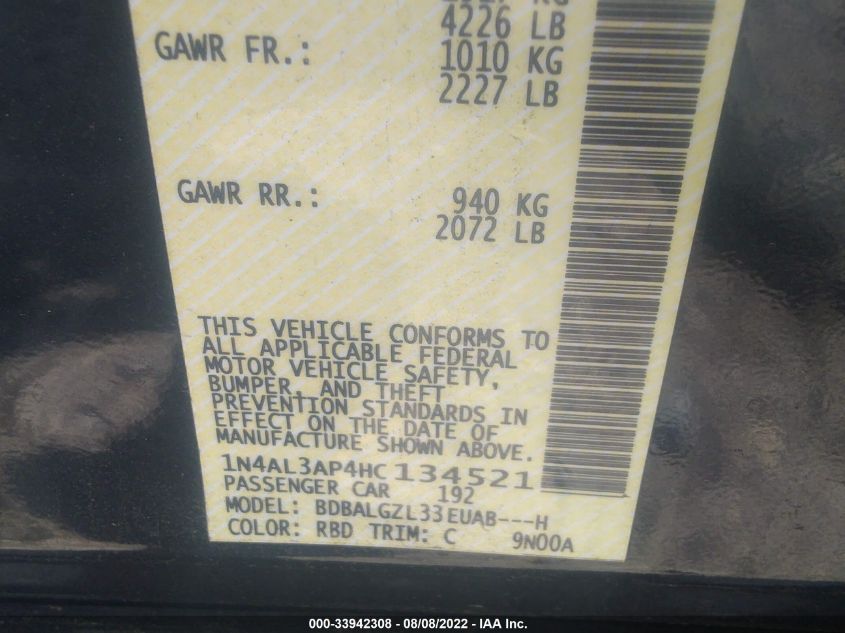 4226 LB
GAWR FR.: 1010 KG
2227 LB
GAWR RR.: 940 KG
2072 LB
THIS VEHICLE CONFORMS TO
ALL APPLICABLE FEDERAL
MOTOR VEHICLE SAFETY,
BUMPER, AND THEFT
PREVENTION STANDARDS IN
EFFECT ON THE DATE OF
MANUFACTURE SHOWN ABOVE.
1N4AL3AP4HC134521
PASSENGER CAR 192
MODEL: BDBALGZL33EUAB---H
COLOR: RBD TRIM: C 9N00A
000-33942308 - 08/08/2022 - IAA Inc.